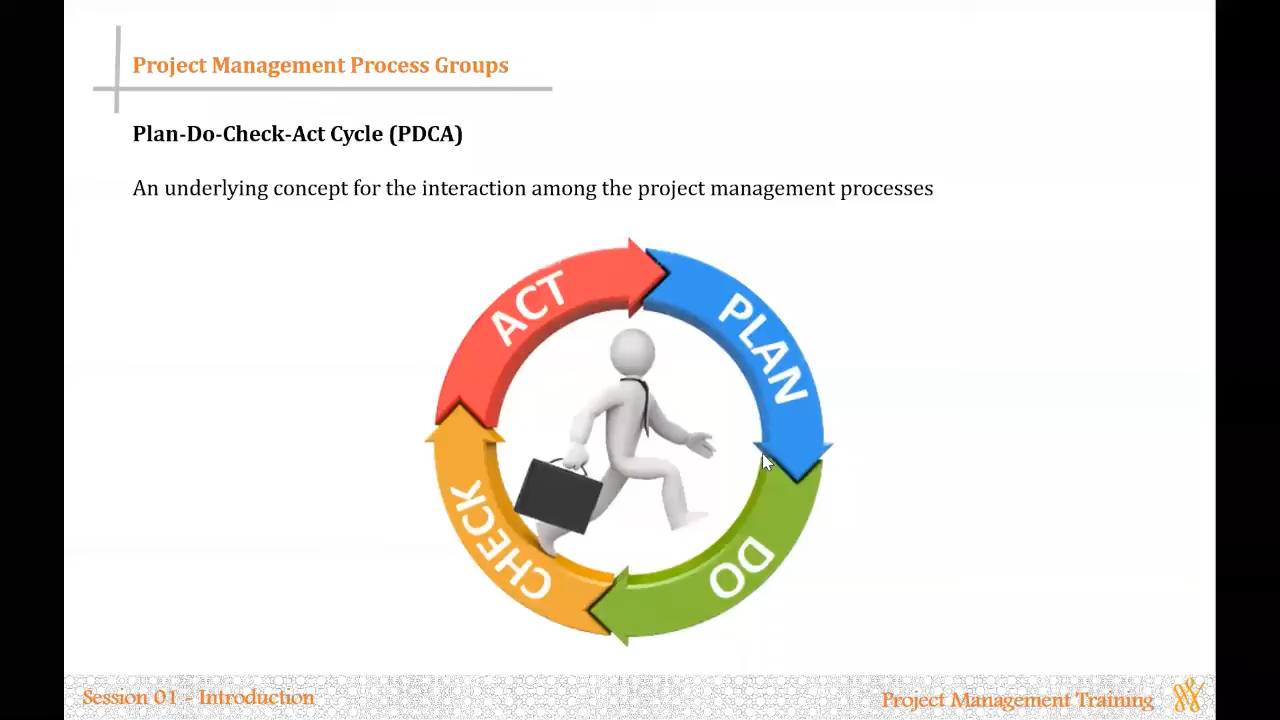 Project Management Process Groups
Plan-Do-Check-Act Cycle (PDCA)
An underlying concept for the interaction among the project management processes
ACT
PLAN
CHECK
DO
Session 01 - Introduction
Project Management Training